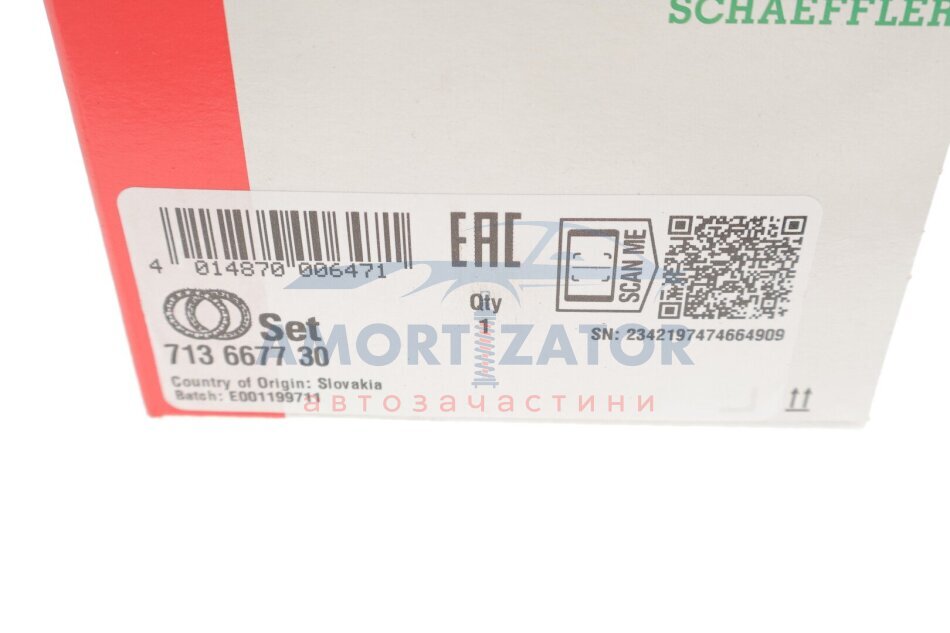 SCHAEFFLER
EAC
SCAN ME
4 014870 006471
Qty
1
Set
SN: 2342197474664909
713 6677 30
AMORTIZATOR
Country of Origin: Slovakia
Batch: E001199711
автозачастини